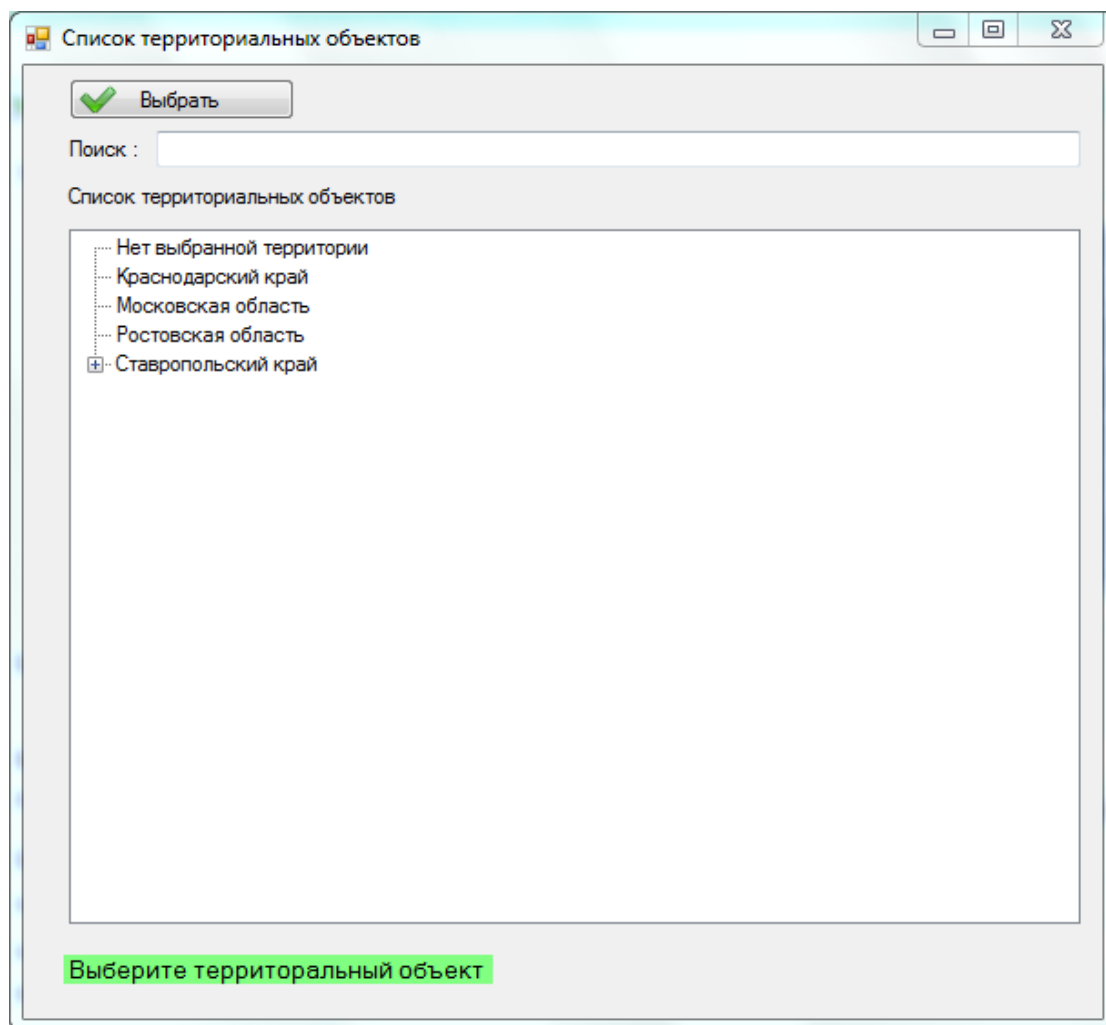 Список территориальных объектов
Выбрать
Поиск :
Список территориальных объектов
Нет выбранной территории
Краснодарский край
Московская область
Ростовская область
Ставропольский край
Выберите территоральный объект